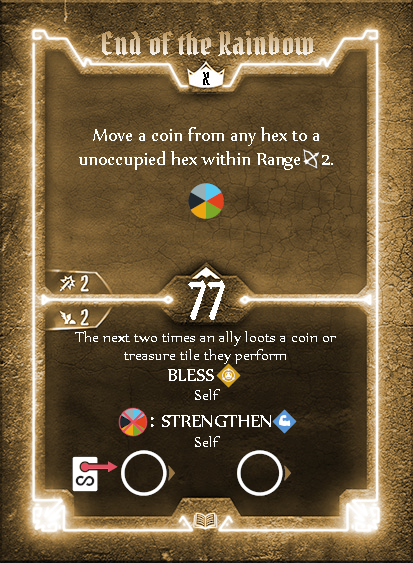 End of the Rainbow
X
Move a coin from any hex to a
unoccupied hex within Range 2.
2
77
2
The next two times an ally loots a coin or
treasure tile they perform
BLESS
Self
: STRENGTHEN
Self
S